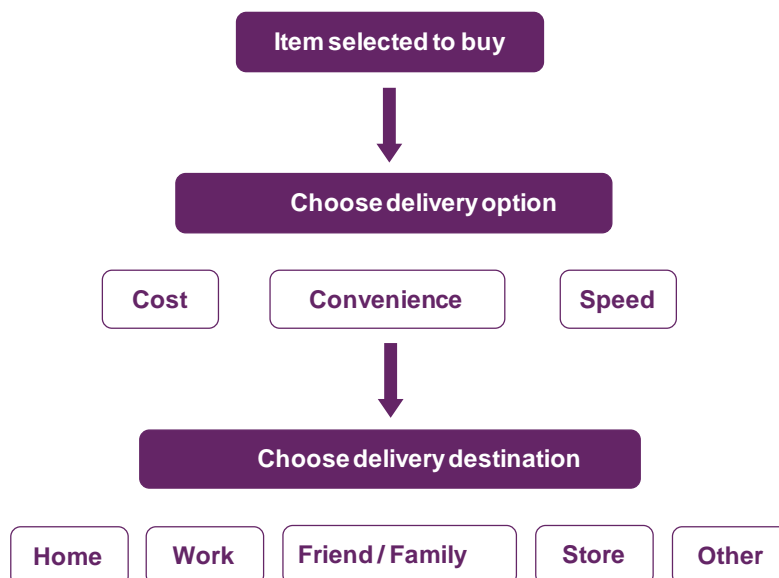 Item selected to buy
Choose delivery option
Cost Convenience Speed
Choose delivery destination
Home Work Friend / Family Store Other